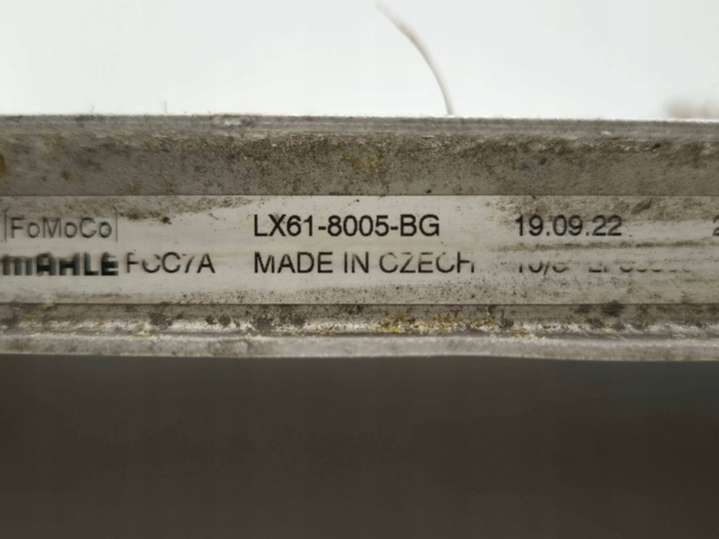 FoMoCo LX61-8005-BG 19.09.22
MAHLE FCC7A MADE IN CZECH